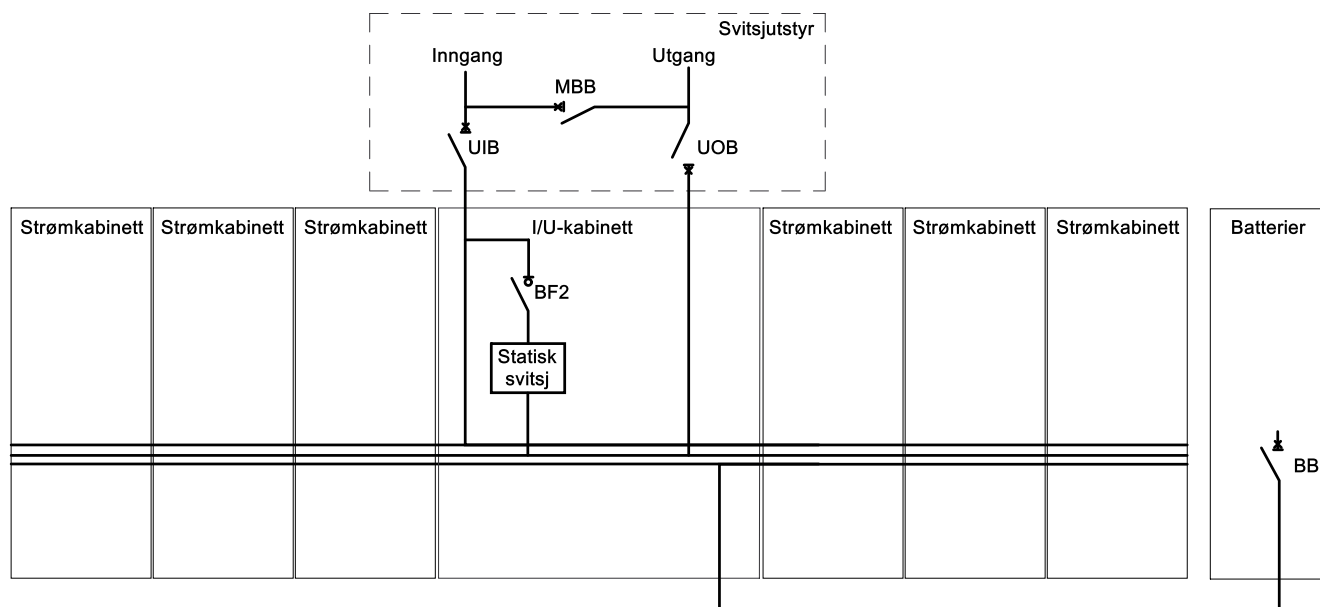 Svitsjutstyr
Inngang
Utgang
MBB
UIB
UOB
Strømkabinett
Strømkabinett
Strømkabinett
I/U-kabinett
Strømkabinett
Strømkabinett
Strømkabinett
Batterier
BF2
Statisk
svitsj
BB